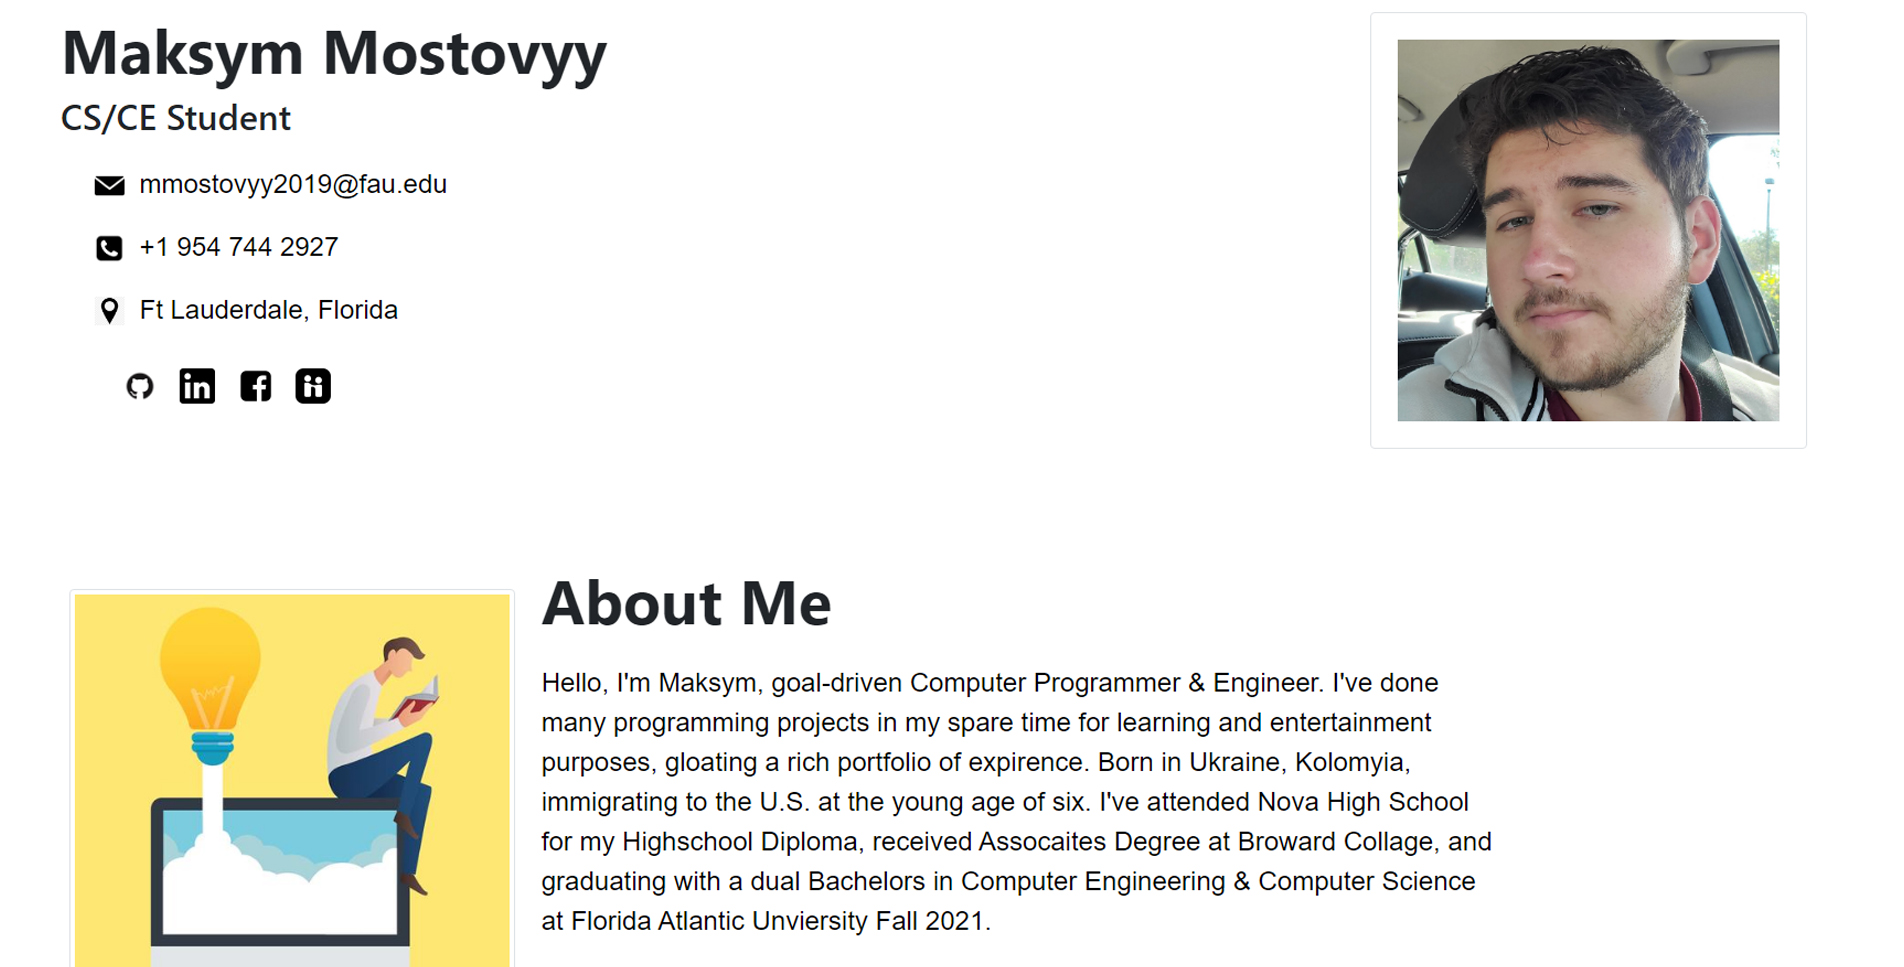 Maksym Mostovyy
CS/CE Student
mmostovyy2019@fau.edu
+1 954 744 2927
Ft Lauderdale, Florida
in
About Me
Hello, I'm Maksym, goal-driven Computer Programmer & Engineer. I've done
many programming projects in my spare time for learning and entertainment
purposes, gloating a rich portfolio of expirence. Born in Ukraine, Kolomyia,
immigrating to the U.S. at the young age of six. I've attended Nova High School
for my Highschool Diploma, received Assocaites Degree at Broward Collage, and
graduating with a dual Bachelors in Computer Engineering & Computer Science
at Florida Atlantic Unviersity Fall 2021.